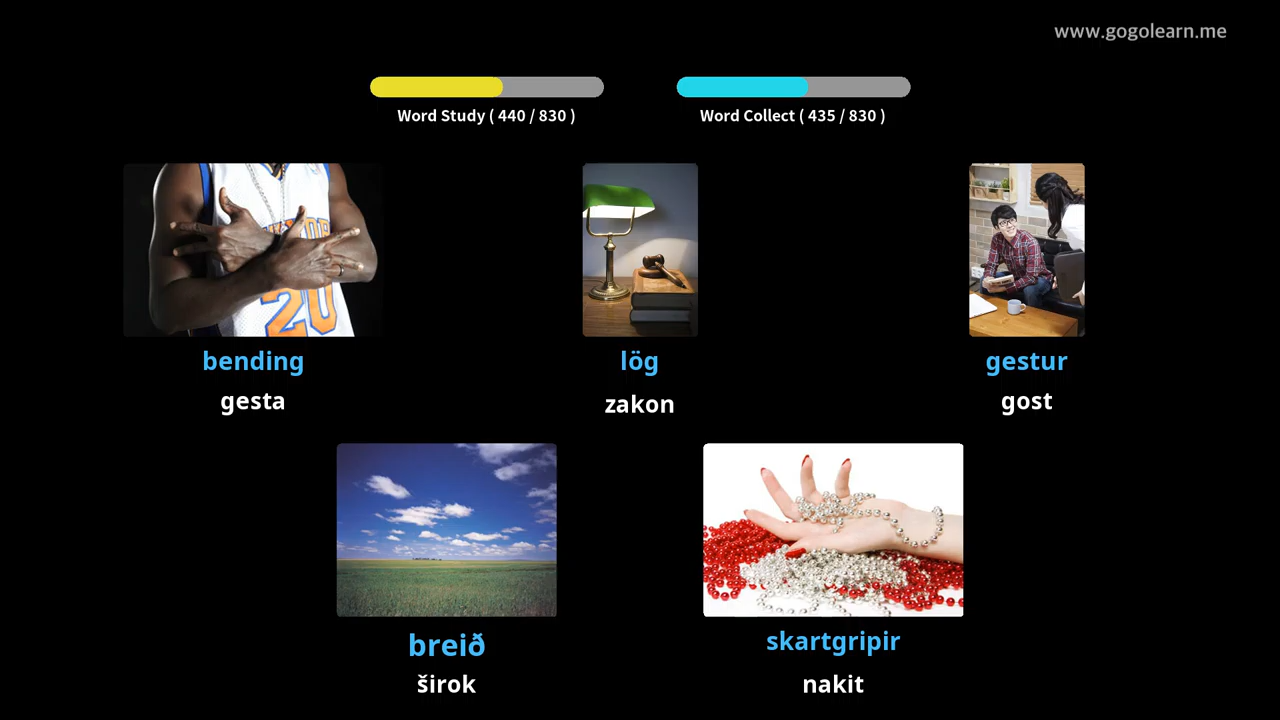 www.gogolearn.me
Word Study ( 440 / 830 )
Word Collect ( 435 / 830 )
20
bending
lög
gestur
gesta
zakon
gost
breið
skartgripir
širok
nakit